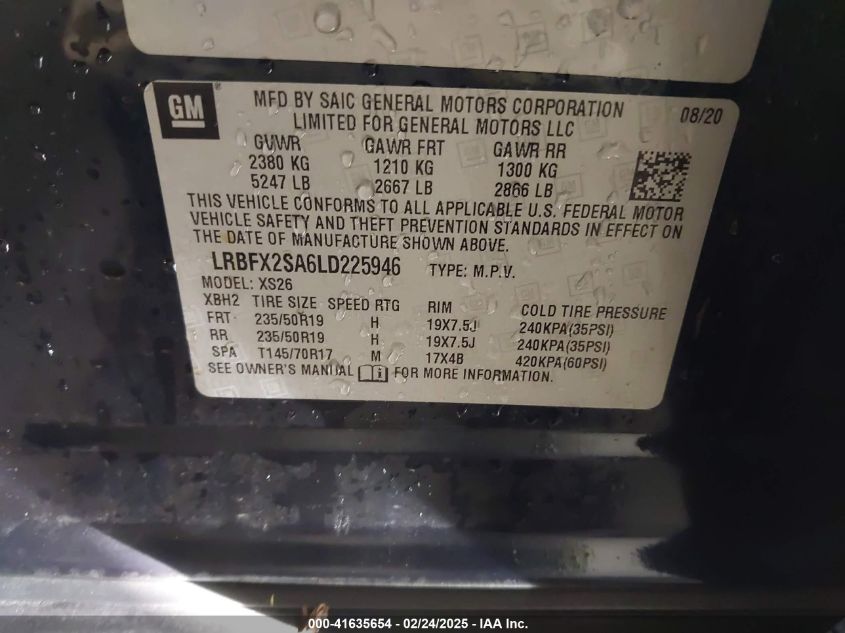 GM
MFD BY SAIC GENERAL MOTORS CORPORATION 08/20
LIMITED FOR GENERAL MOTORS LLC
GVWR GAWR FRT GAWR RR
2380 KG 1210 KG 1300 KG
5247 LB 2667 LB 2866 LB
THIS VEHICLE CONFORMS TO ALL APPLICABLE U.S. FEDERAL MOTOR
VEHICLE SAFETY AND THEFT PREVENTION STANDARDS IN EFFECT ON
THE DATE OF MANUFACTURE SHOWN ABOVE.
LRBFX2SA6LD225946 TYPE: M.P.V.
MODEL: XS26
XBH2 TIRE SIZE SPEED RTG RIM COLD TIRE PRESSURE
FRT 235/50R19 H 19X7.5J 240KPA(35PSI)
RR 235/50R19 H 19X7.5J 240KPA(35PSI)
SPA T145/70R17 M 17X4B 420KPA(60PSI)
SEE OWNER'S MANUAL FOR MORE INFORMATION.
000-41635654 - 02/24/2025 - IAA Inc.